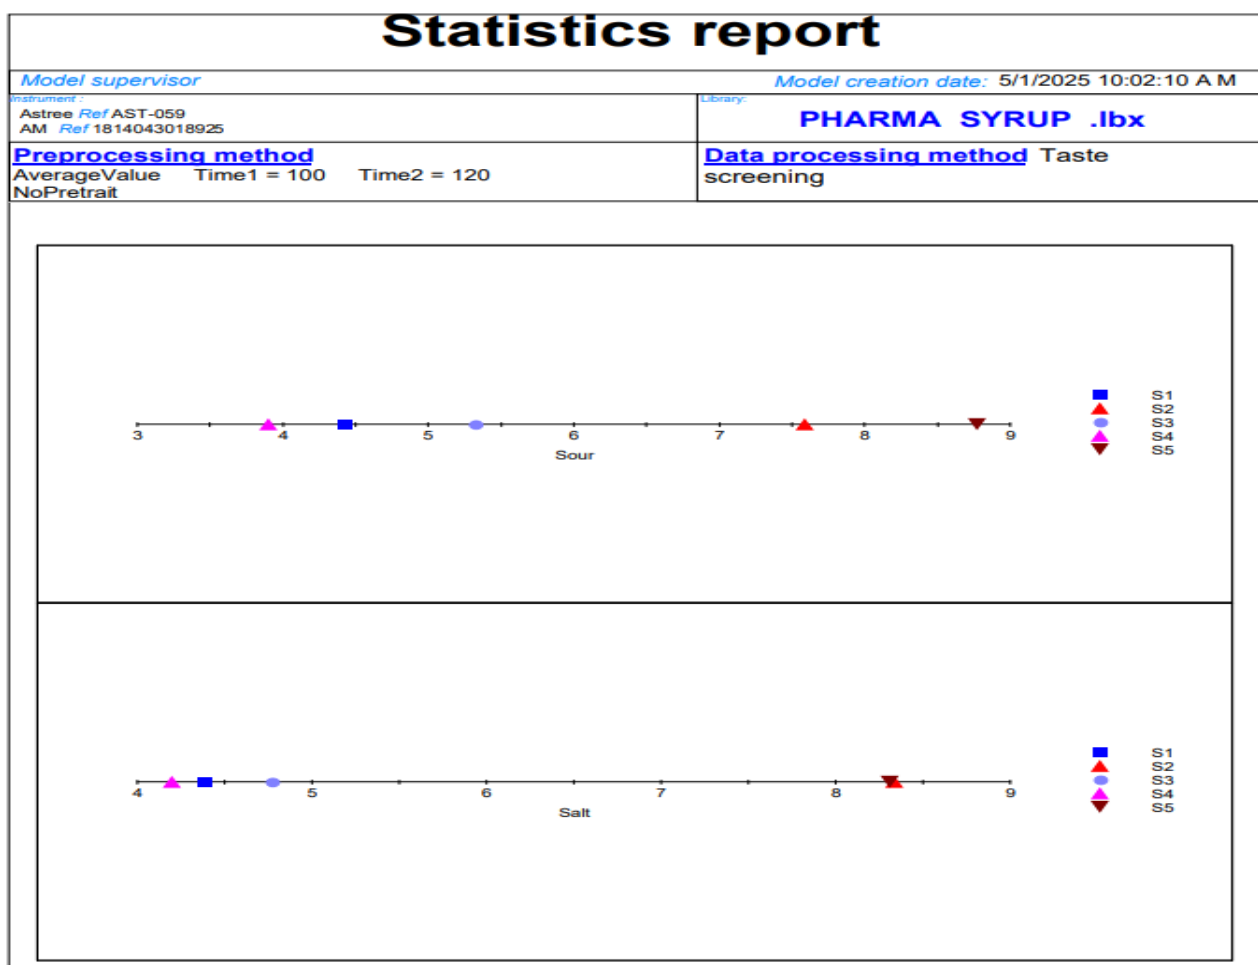 Statistics report
Model supervisor
Model creation date: 5/1/2025 10:02:10 A M
Instrument :
Astree Ref AST-059
AM Ref 1814043018925
Library:
PHARMA SYRUP .lbx
Preprocessing method
AverageValue Time1 = 100 Time2 = 120
NoPretrait
Data processing method Taste
screening
3 4 5 6 7 8 9
Sour
S1
S2
S3
S4
S5
4 5 6 7 8 9
Salt
S1
S2
S3
S4
S5